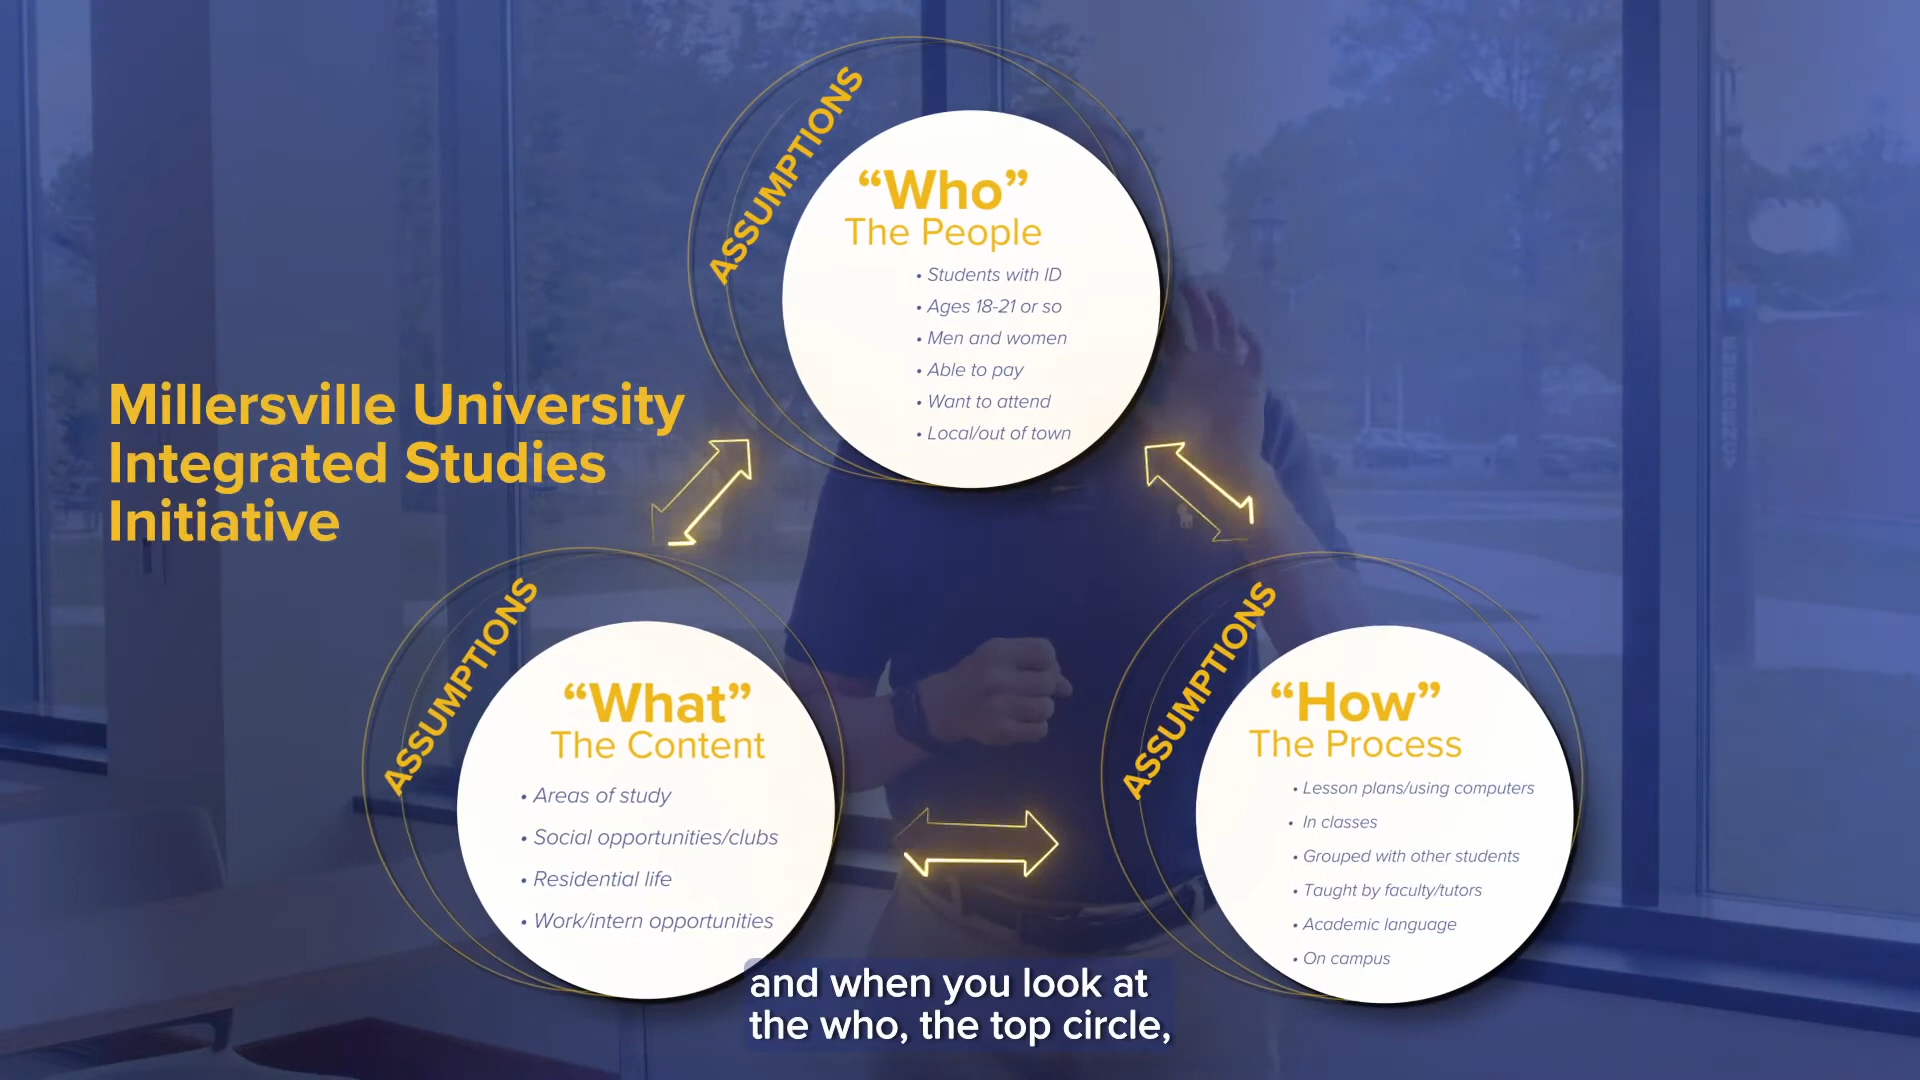 ASSUMPTIONS
“Who”
The People
• Students with ID
• Ages 18-21 or so
• Men and women
• Able to pay
• Want to attend
• Local/out of town
Millersville University
Integrated Studies
Initiative
ASSUMPTIONS
“What”
The Content
• Areas of study
• Social opportunities/clubs
• Residential life
• Work/intern opportunities
ASSUMPTIONS
“How”
The Process
• Lesson plans/using computers
• In classes
• Grouped with other students
• Taught by faculty/tutors
• Academic language
• On campus
and when you look at
the who, the top circle,